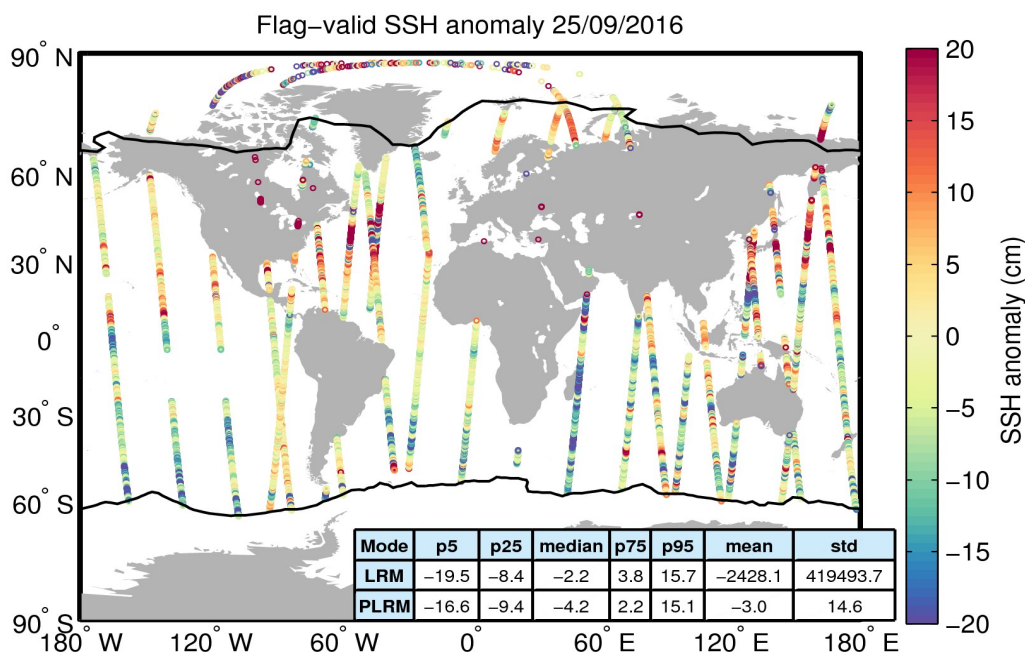 Flag−valid SSH anomaly 25/09/2016
90° N
60° N
30° N
0°
30° S
60° S
90° S
180° W
120° W
60° W
0°
60° E
120° E
180° E
Mode p5 p25 median p75 p95 mean std
LRM −19.5 −8.4 −2.2 3.8 15.7 −2428.1 419493.7
PLRM −16.6 −9.4 −4.2 2.2 15.1 −3.0 14.6
20
15
10
5
0
−5
−10
−15
−20
SSH anomaly (cm)